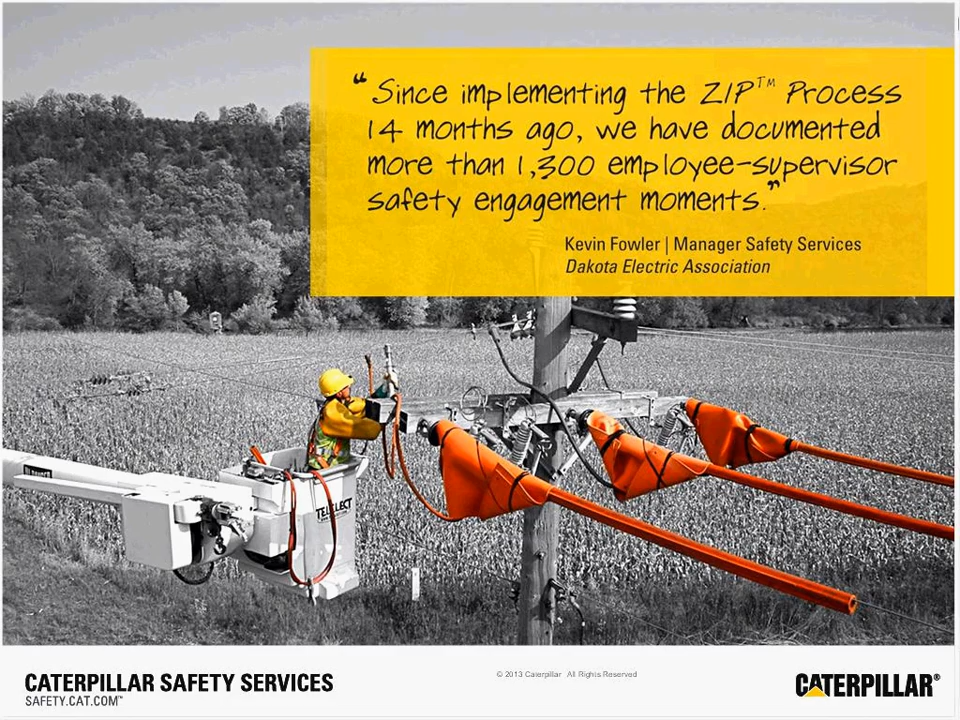 “Since implementing the ZIP™ Process
14 months ago, we have documented
more than 1,300 employee-supervisor
safety engagement moments.”
Kevin Fowler | Manager Safety Services
Dakota Electric Association
TELELECT
CATERPILLAR SAFETY SERVICES
SAFETY.CAT.COM™
© 2013 Caterpillar All Rights Reserved
CATERPILLAR®